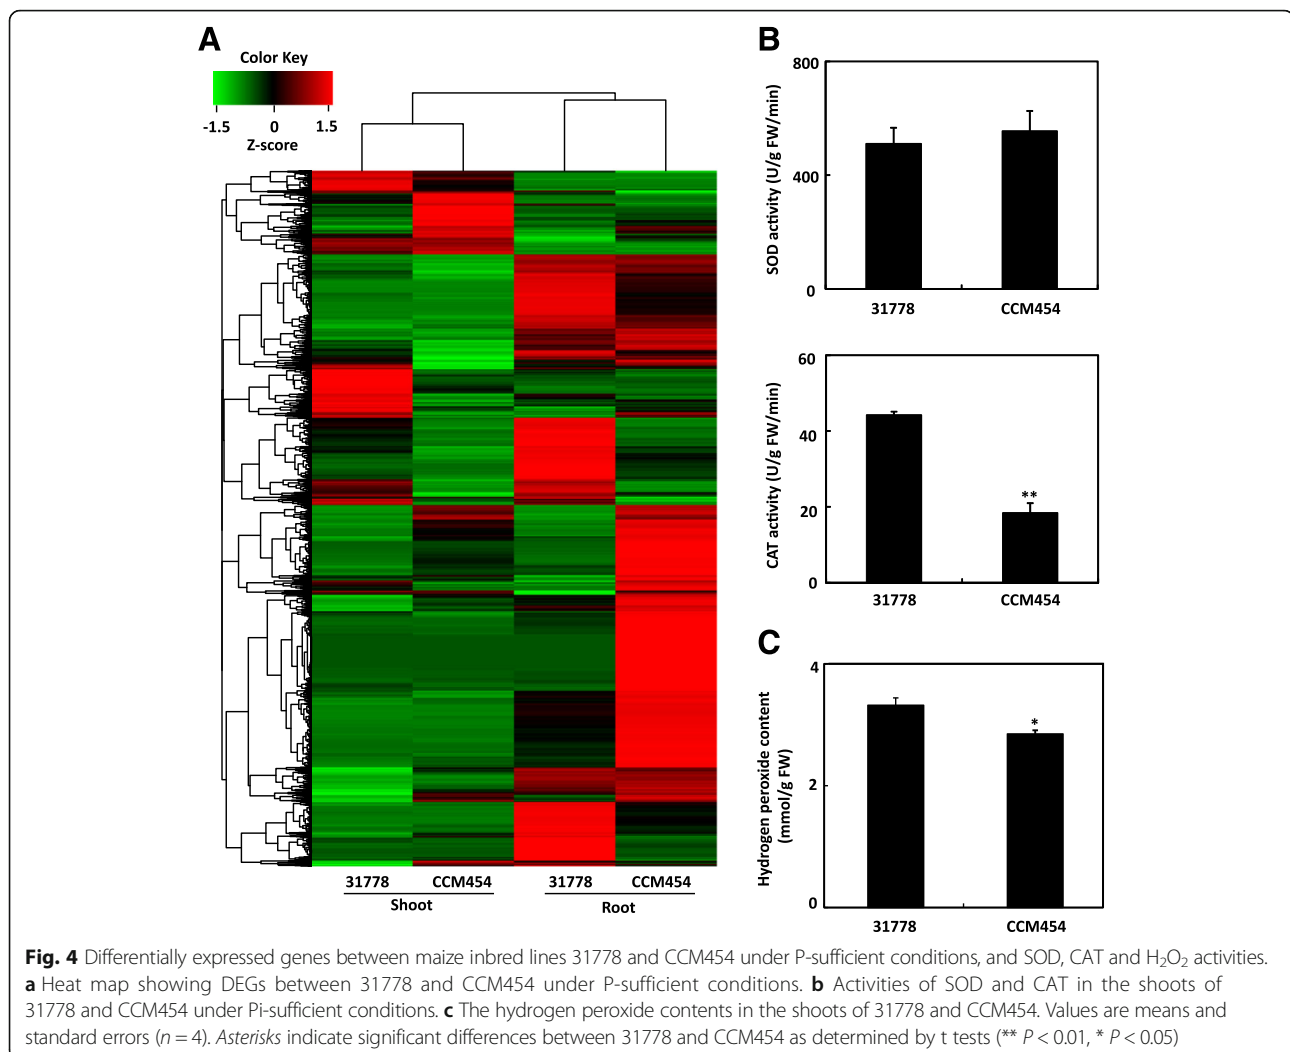 A
Color Key
-1.5 0 1.5
Z-score
31778 CCM454 31778 CCM454
Shoot Root
B
SOD activity (U/g FW/min)
800
400
0
31778 CCM454
CAT activity (U/g FW/min)
60
40
20
0
**
31778 CCM454
C
Hydrogen peroxide content
(mmol/g FW)
4
2
0
*
31778 CCM454
Fig. 4 Differentially expressed genes between maize inbred lines 31778 and CCM454 under P-sufficient conditions, and SOD, CAT and H₂O₂ activities.
a Heat map showing DEGs between 31778 and CCM454 under P-sufficient conditions. b Activities of SOD and CAT in the shoots of
31778 and CCM454 under Pi-sufficient conditions. c The hydrogen peroxide contents in the shoots of 31778 and CCM454. Values are means and
standard errors (n = 4). Asterisks indicate significant differences between 31778 and CCM454 as determined by t tests (** P < 0.01, * P < 0.05)